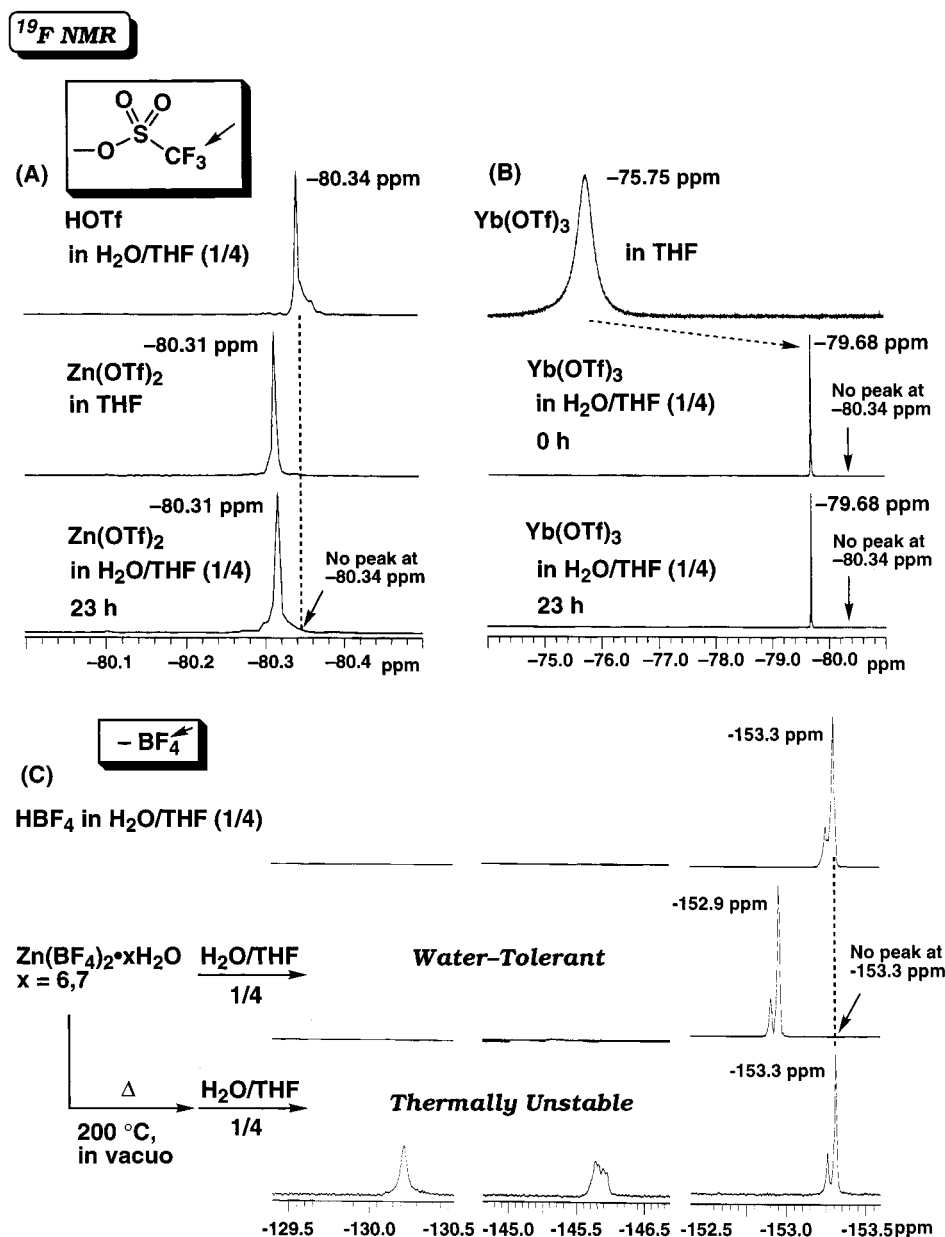 ¹⁹F NMR
O O
S
—O CF₃
(A)
HOTf
in H₂O/THF (1/4)
–80.34 ppm
–80.31 ppm
Zn(OTf)₂
in THF
–80.31 ppm
Zn(OTf)₂
in H₂O/THF (1/4)
23 h
No peak at
–80.34 ppm
–80.1 –80.2 –80.3 –80.4 ppm
(B)
–75.75 ppm
Yb(OTf)₃
in THF
–79.68 ppm
Yb(OTf)₃
in H₂O/THF (1/4)
0 h
No peak at
–80.34 ppm
–79.68 ppm
Yb(OTf)₃
in H₂O/THF (1/4)
23 h
No peak at
–80.34 ppm
–75.0 –76.0 –77.0 –78.0 –79.0 –80.0 ppm
– BF₄
(C)
HBF₄ in H₂O/THF (1/4)
-153.3 ppm
-152.9 ppm
Zn(BF₄)₂•xH₂O
x = 6,7
H₂O/THF
1/4
Water–Tolerant
No peak at
-153.3 ppm
-153.3 ppm
Δ
200 °C,
in vacuo
H₂O/THF
1/4
Thermally Unstable
-129.5 -130.0 -130.5 -145.0 -145.5 -146.5 -152.5 -153.0 -153.5 ppm